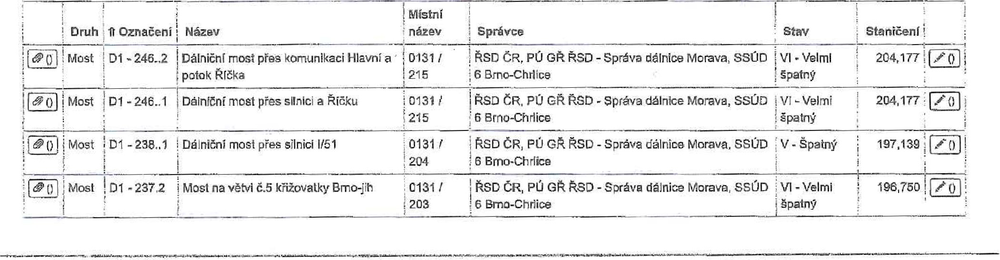 Místní
Druh ⇑ Označení Název název Správce Stav Staničení
() Most D1 - 246..2 Dálniční most přes komunikaci Hlavní a 0131 / ŘSD ČR, PÚ GŘ ŘSD - Správa dálnice Morava, SSÚD VI - Velmi 204,177 ()
potok Říčka 215 6 Brno-Chrlice špatný
() Most D1 - 246..1 Dálniční most přes silnici a Říčku 0131 / ŘSD ČR, PÚ GŘ ŘSD - Správa dálnice Morava, SSÚD VI - Velmi 204,177 ()
215 6 Brno-Chrlice špatný
() Most D1 - 238..1 Dálniční most přes silnici I/51 0131 / ŘSD ČR, PÚ GŘ ŘSD - Správa dálnice Morava, SSÚD V - Špatný 197,139 ()
204 6 Brno-Chrlice
() Most D1 - 237.2 Most na větvi č.5 křižovatky Brno-jih 0131 / ŘSD ČR, PÚ GŘ ŘSD - Správa dálnice Morava, SSÚD VI - Velmi 196,750 ()
203 6 Brno-Chrlice špatný